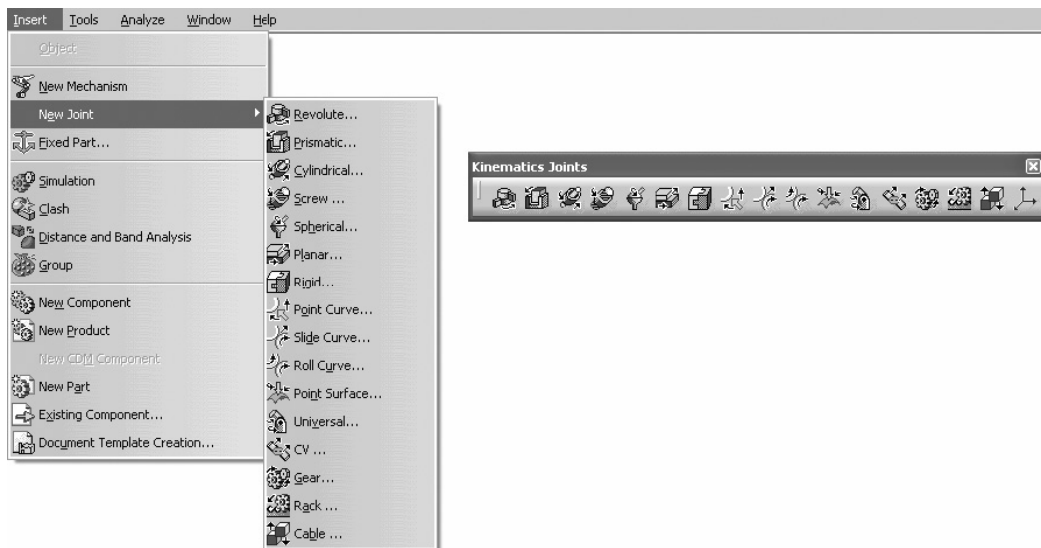 Insert Tools Analyze Window Help
Object
New Mechanism
New Joint
Fixed Part...
Simulation
Clash
Distance and Band Analysis
Group
New Component
New Product
New CDM Component
New Part
Existing Component...
Document Template Creation...
Revolute...
Prismatic...
Cylindrical...
Screw ...
Spherical...
Planar...
Rigid...
Point Curve...
Slide Curve...
Roll Curve...
Point Surface...
Universal...
CV ...
Gear...
Rack ...
Cable ...
Kinematics Joints